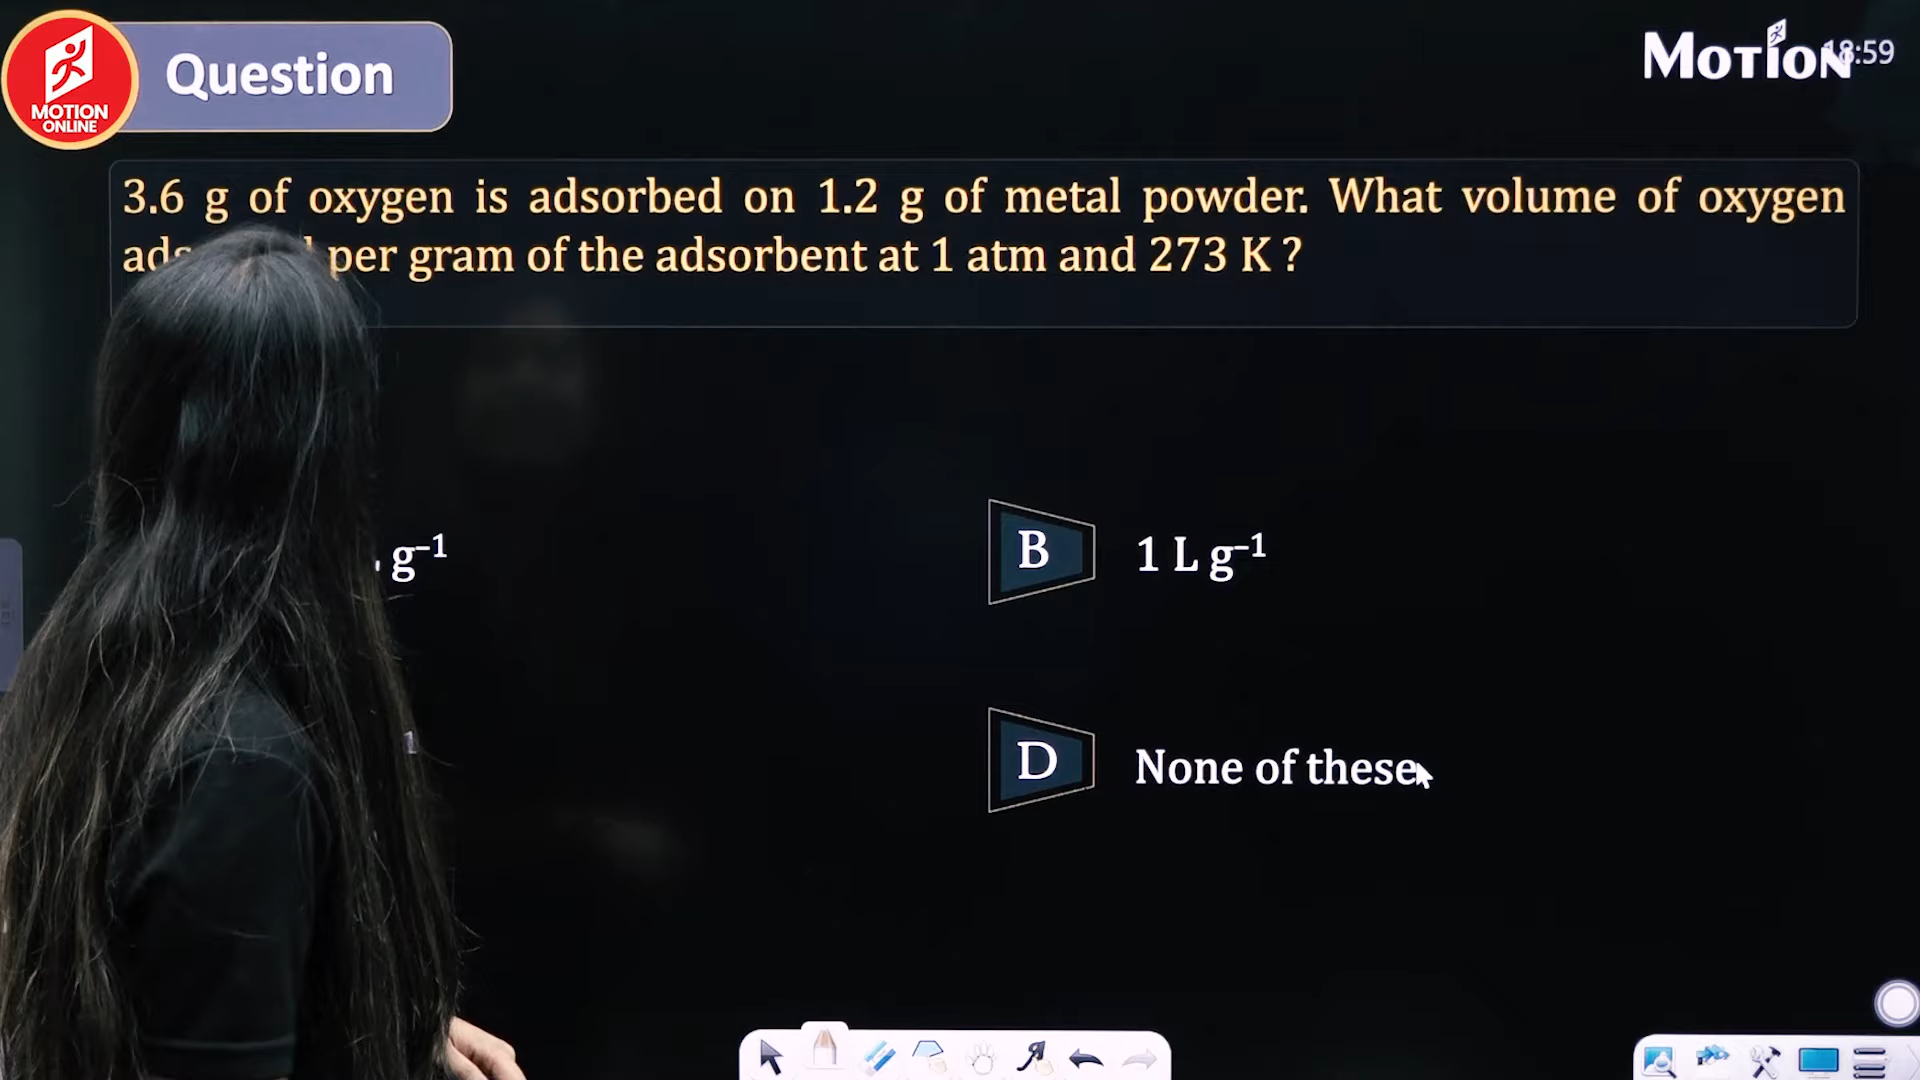 MOTION
ONLINE
Question
MOTION
18:59
3.6 g of oxygen is adsorbed on 1.2 g of metal powder. What volume of oxygen
per gram of the adsorbent at 1 atm and 273 K ?
g⁻¹
B 1 L g⁻¹
D None of these